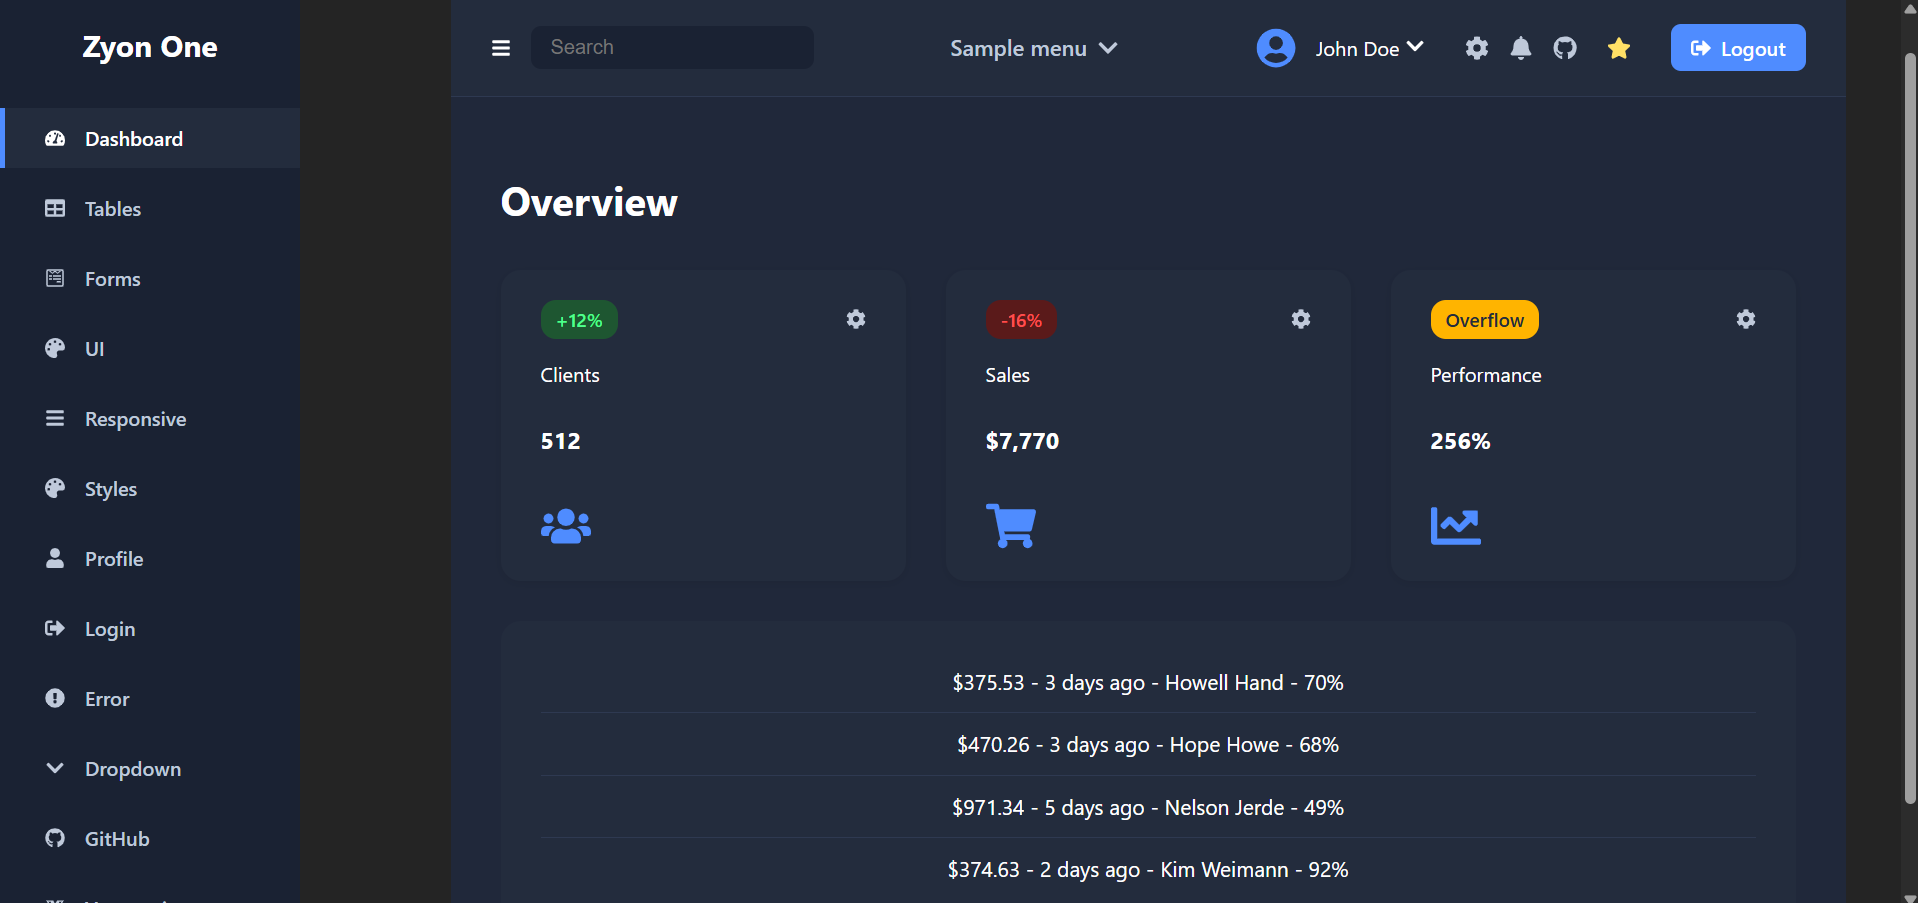 Zyon One
Search
Sample menu
John Doe
Logout
Dashboard
Tables
Forms
UI
Responsive
Styles
Profile
Login
Error
Dropdown
GitHub
Overview
+12%
Clients
512
-16%
Sales
$7,770
Overflow
Performance
256%
$375.53 - 3 days ago - Howell Hand - 70%
$470.26 - 3 days ago - Hope Howe - 68%
$971.34 - 5 days ago - Nelson Jerde - 49%
$374.63 - 2 days ago - Kim Weimann - 92%